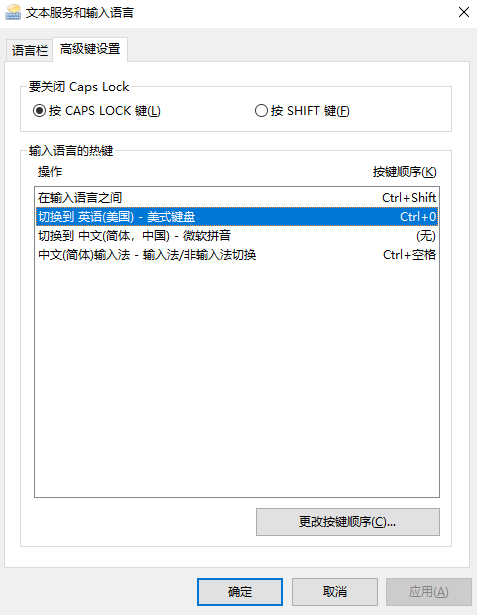 文本服务和输入语言
语言栏 高级键设置
要关闭 Caps Lock
按 CAPS LOCK 键(L) 按 SHIFT 键(F)
输入语言的热键
操作 按键顺序(K)
在输入语言之间 Ctrl+Shift
切换到 英语(美国) - 美式键盘 Ctrl+0
切换到 中文(简体，中国) - 微软拼音 (无)
中文(简体)输入法 - 输入法/非输入法切换 Ctrl+空格
更改按键顺序(C)...
确定 取消 应用(A)